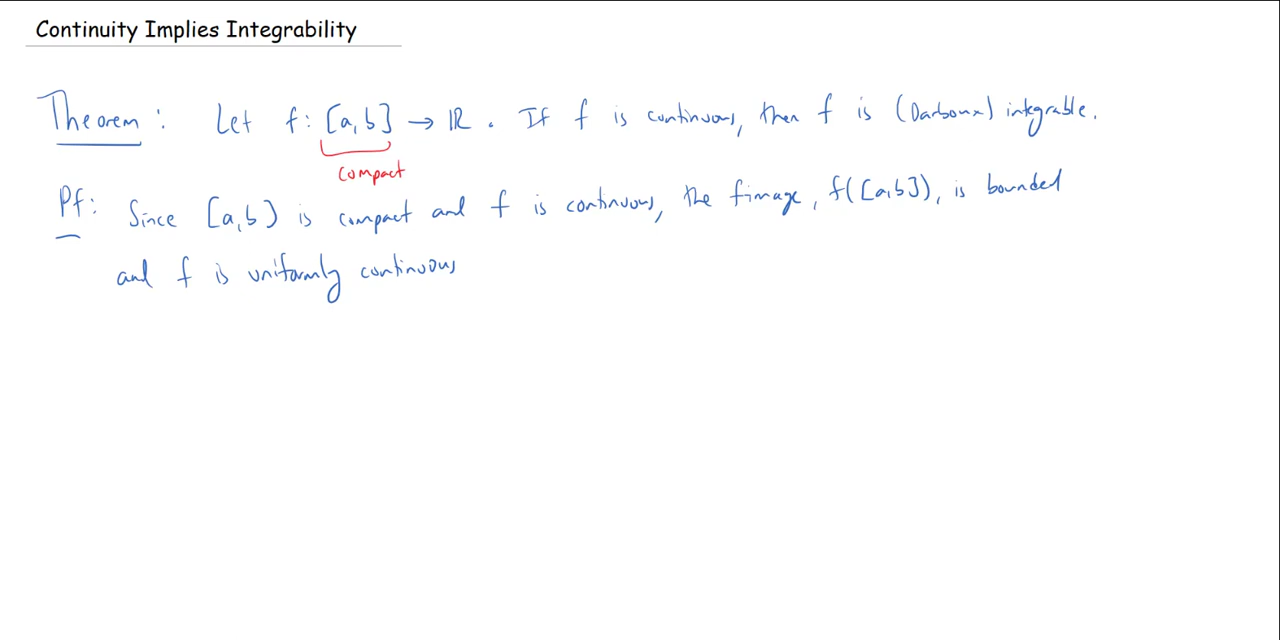 Continuity Implies Integrability
Theorem: Let f: [a,b] → ℝ. If f is continuous, then f is (Darboux) integrable.
compact
Pf: Since [a,b] is compact and f is continuous, the fimage, f([a,b]), is bounded
and f is uniformly continuous